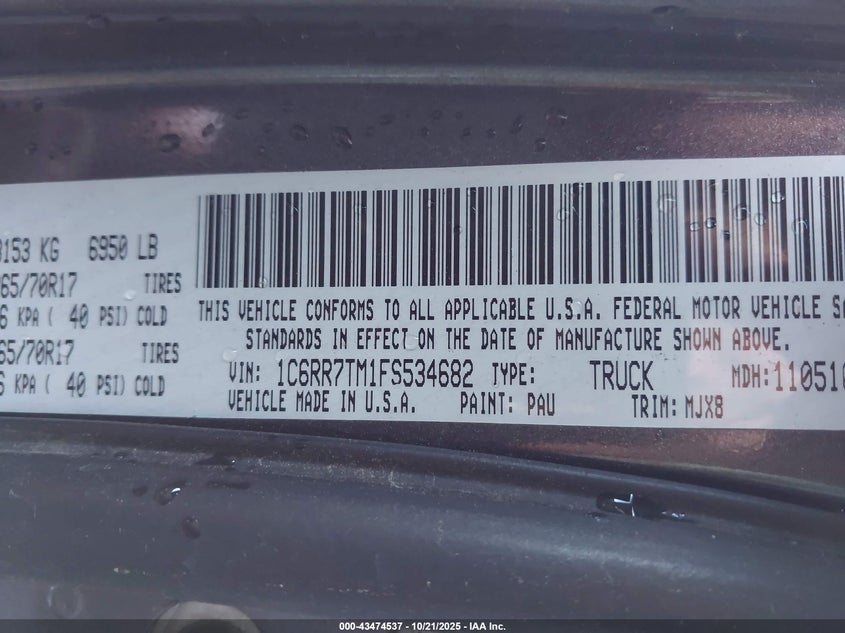 3153 KG 6950 LB
65/70R17 TIRES
6 KPA ( 40 PSI) COLD
65/70R17 TIRES
6 KPA ( 40 PSI) COLD
THIS VEHICLE CONFORMS TO ALL APPLICABLE U.S.A. FEDERAL MOTOR VEHICLE SA
STANDARDS IN EFFECT ON THE DATE OF MANUFACTURE SHOWN ABOVE.
VIN: 1C6RR7TM1FS534682 TYPE: TRUCK MDH:11051
VEHICLE MADE IN U.S.A. PAINT: PAU TRIM: MJX8
000-43474537 - 10/21/2025 - IAA Inc.